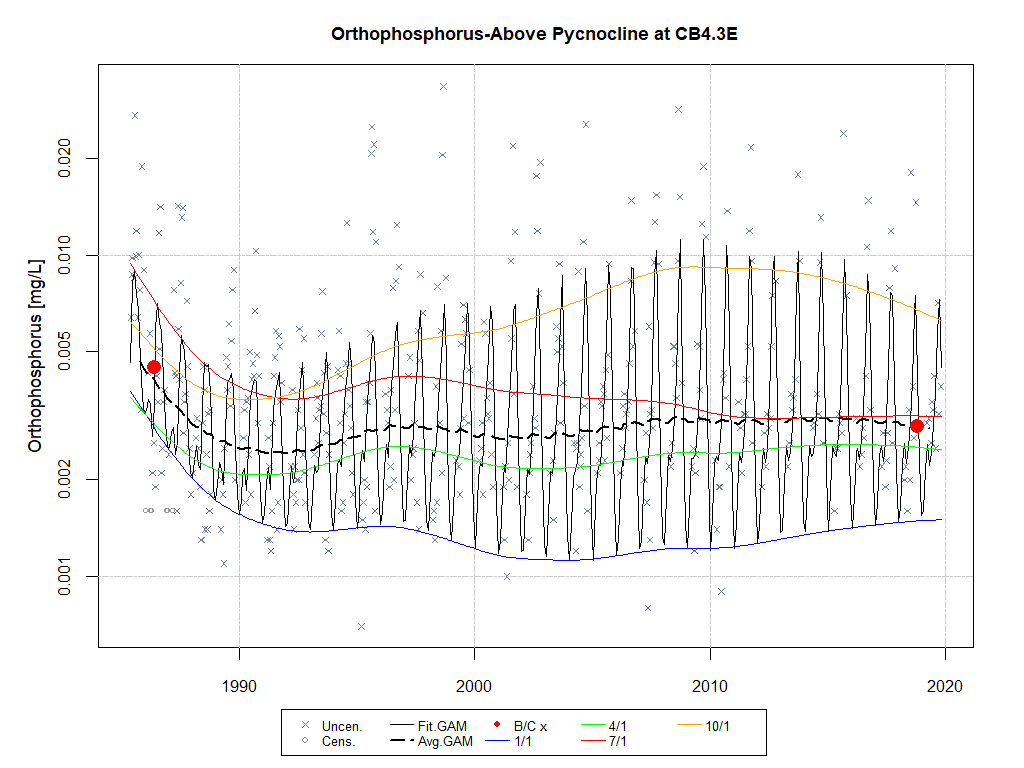 Orthophosphorus-Above Pycnocline at CB4.3E
Orthophosphorus [mg/L]
0.020
0.010
0.005
0.002
0.001
1990 2000 2010 2020
Uncen. Fit.GAM B/C x 4/1 10/1
Cens. Avg.GAM 1/1 7/1